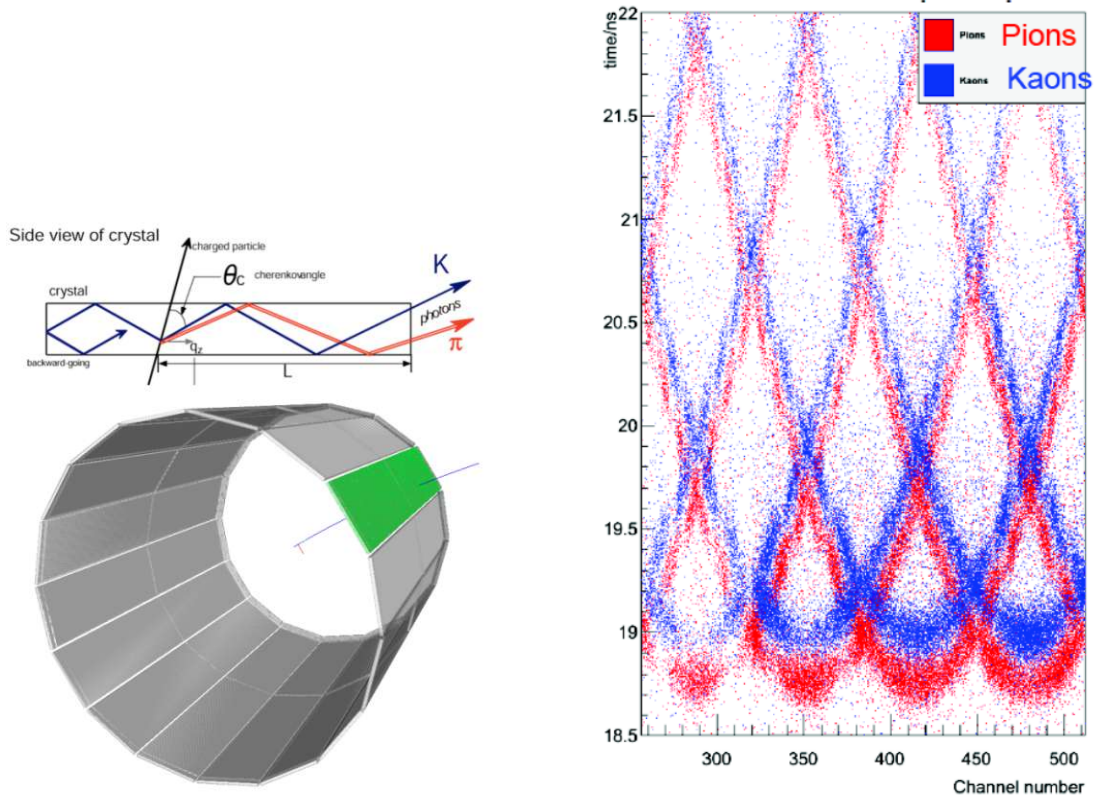 Side view of crystal
charged particle
θc cherenkovangle
K
crystal
photons
π
qz
backward-going
L
time/ns
22
21.5
21
20.5
20
19.5
19
18.5
Pions Pions
Kaons Kaons
300 350 400 450 500
Channel number